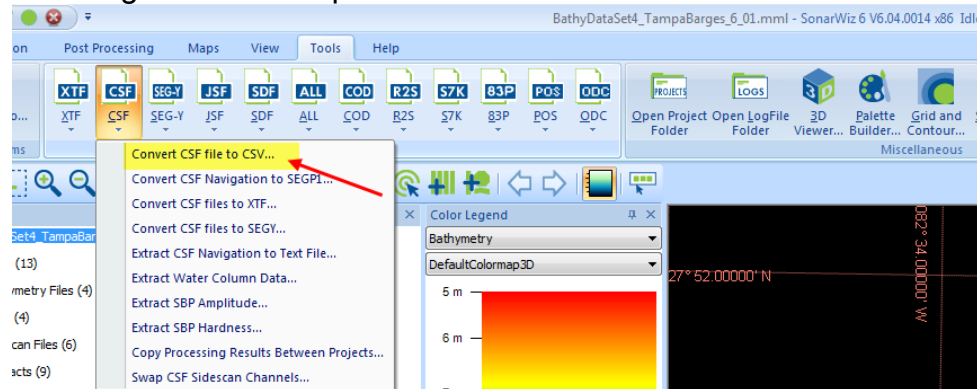 BathyDataSet4_TampaBarges_6_01.mml - SonarWiz 6 V6.04.0014 x86 Idl
on Post Processing Maps View Tools Help
XTF CSF SEG-Y JSF SDF ALL COD R2S S7K 83P POS ODC PROJECTS LOGS 3D
XTF CSF SEG-Y JSF SDF ALL COD R2S S7K 83P POS ODC
Open Project Folder
Open LogFile Folder
3D Viewer...
Palette Builder...
Grid and Contour...
ms
Miscellaneous
Convert CSF file to CSV...
Convert CSF Navigation to SEGP1...
Convert CSF files to XTF...
Convert CSF files to SEGY...
Extract CSF Navigation to Text File...
Extract Water Column Data...
Extract SBP Amplitude...
Extract SBP Hardness...
Copy Processing Results Between Projects...
Swap CSF Sidescan Channels...
Set4_TampaBar
(13)
ymetry Files (4)
(4)
can Files (6)
acts (9)
Color Legend
Bathymetry
DefaultColormap3D
5 m
6 m
27° 52.00000' N
082° 34.00000' W